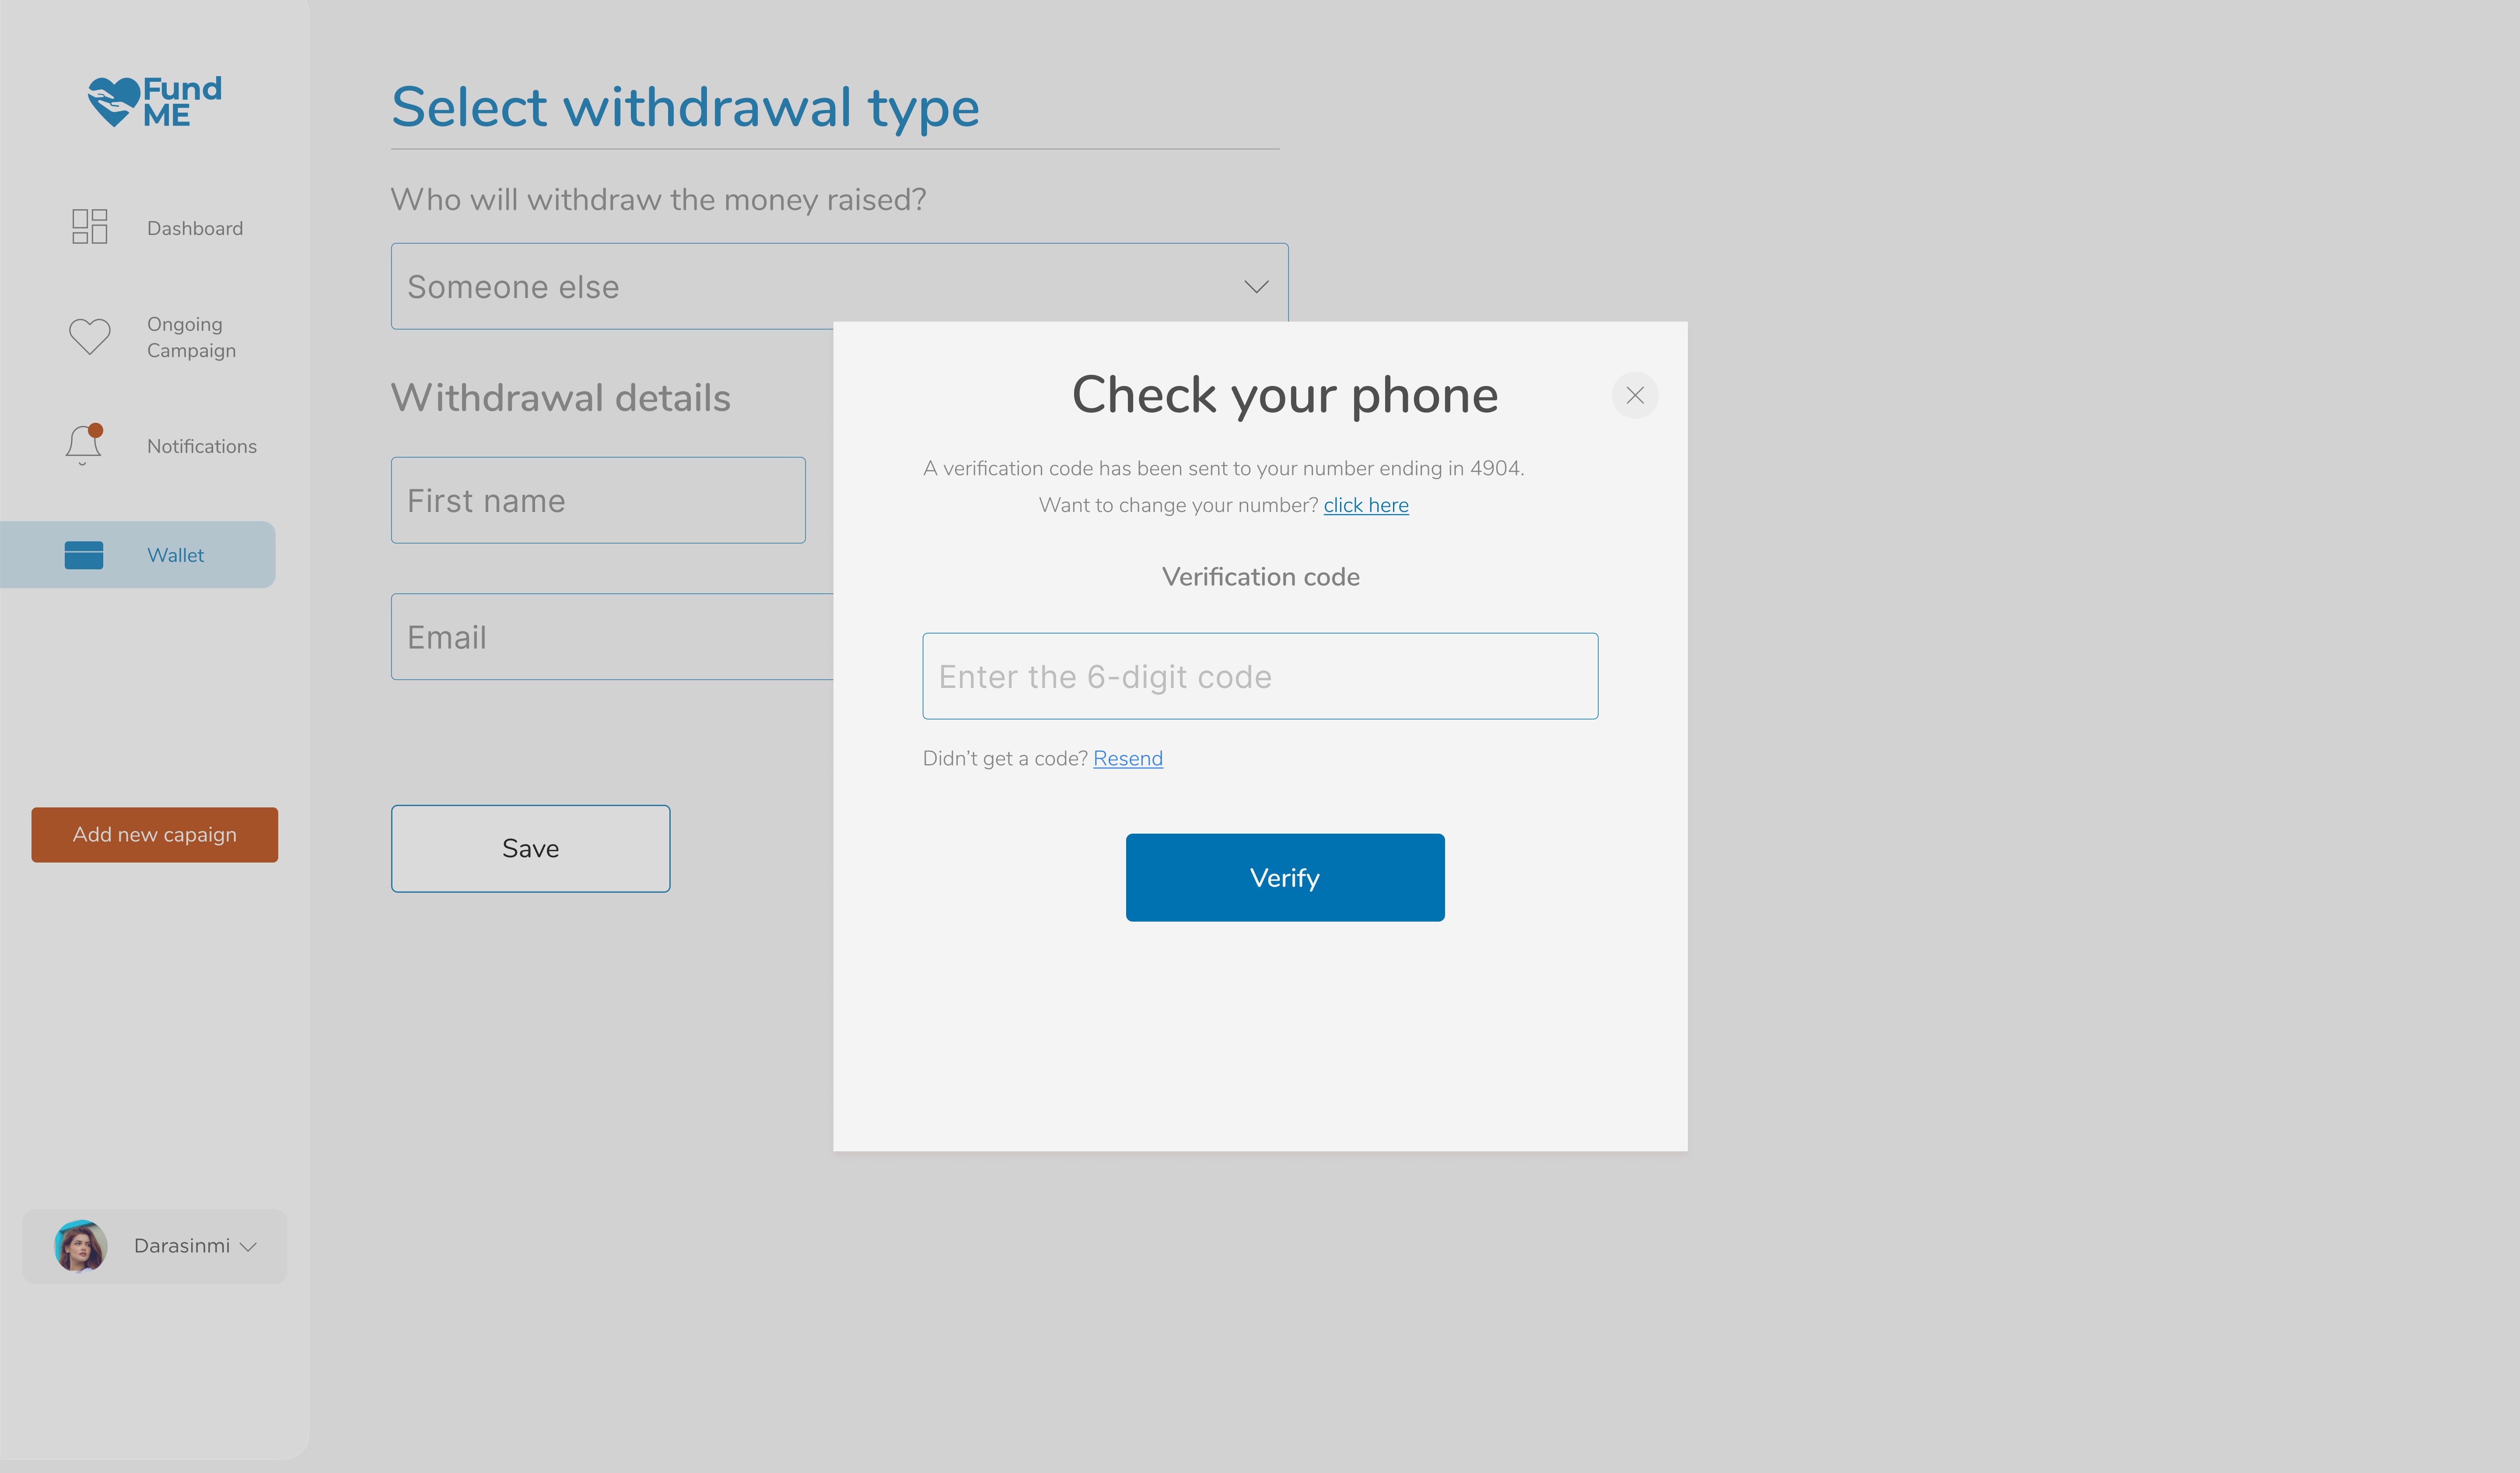 Fund
ME
Dashboard
Ongoing
Campaign
Notifications
Wallet
Add new capaign
Darasinmi
Select withdrawal type
Who will withdraw the money raised?
Someone else
Withdrawal details
First name
Email
Save
Check your phone
A verification code has been sent to your number ending in 4904.
Want to change your number? click here
Verification code
Enter the 6-digit code
Didn’t get a code? Resend
Verify